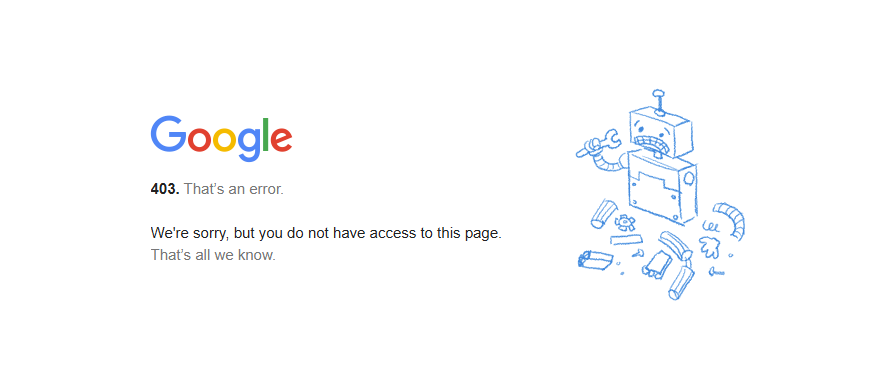 Google
403. That’s an error.
We're sorry, but you do not have access to this page.
That’s all we know.